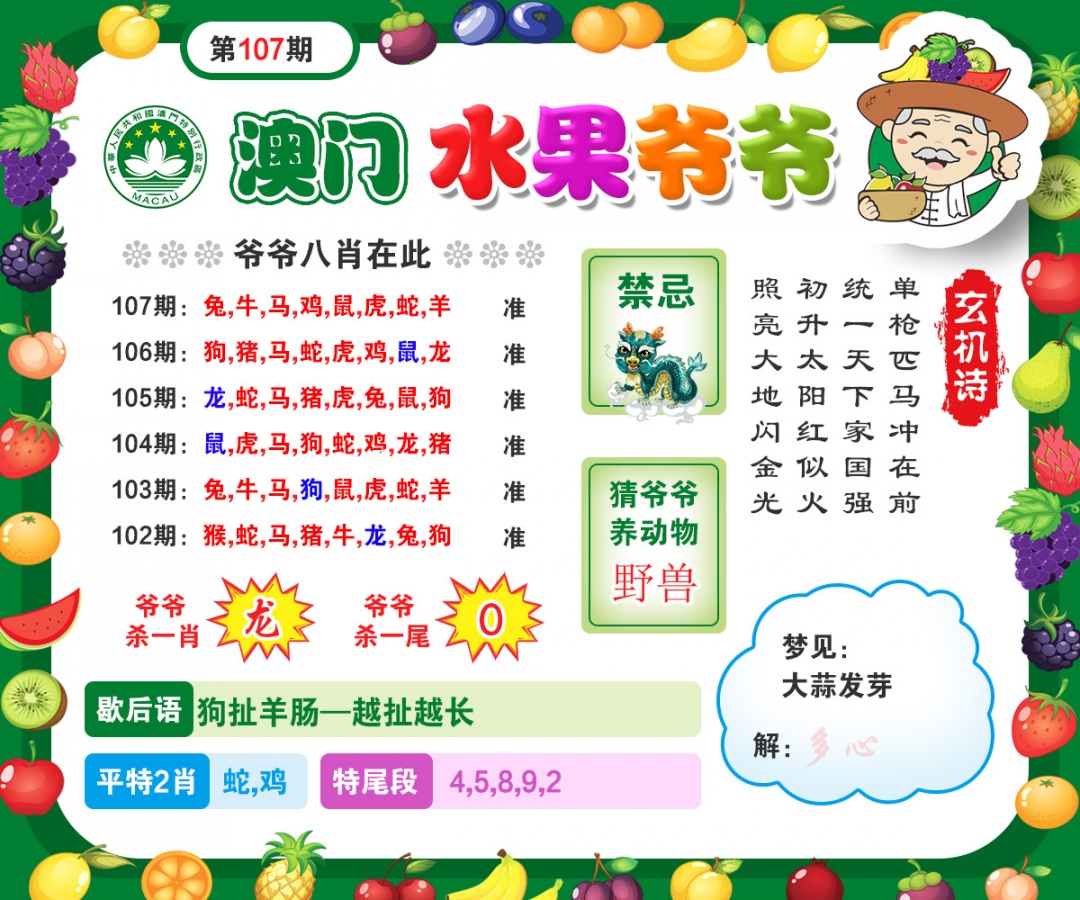 第107期
中華人民共和國澳門特別行政區
MACAU
澳门 水果爷爷
爷爷八肖在此
107期：兔,牛,马,鸡,鼠,虎,蛇,羊 准
106期：狗,猪,马,蛇,虎,鸡,鼠,龙 准
105期：龙,蛇,马,猪,虎,兔,鼠,狗 准
104期：鼠,虎,马,狗,蛇,鸡,龙,猪 准
103期：兔,牛,马,狗,鼠,虎,蛇,羊 准
102期：猴,蛇,马,猪,牛,龙,兔,狗 准
爷爷
杀一肖
龙
爷爷
杀一尾
0
禁忌
猜爷爷
养动物
野兽
玄机诗
单枪匹马冲在前
统一天下家国强
初升太阳红似火
照亮大地闪金光
歇后语 狗扯羊肠—越扯越长
平特2肖 蛇,鸡
特尾段 4,5,8,9,2
梦见：
大蒜发芽
解：多心